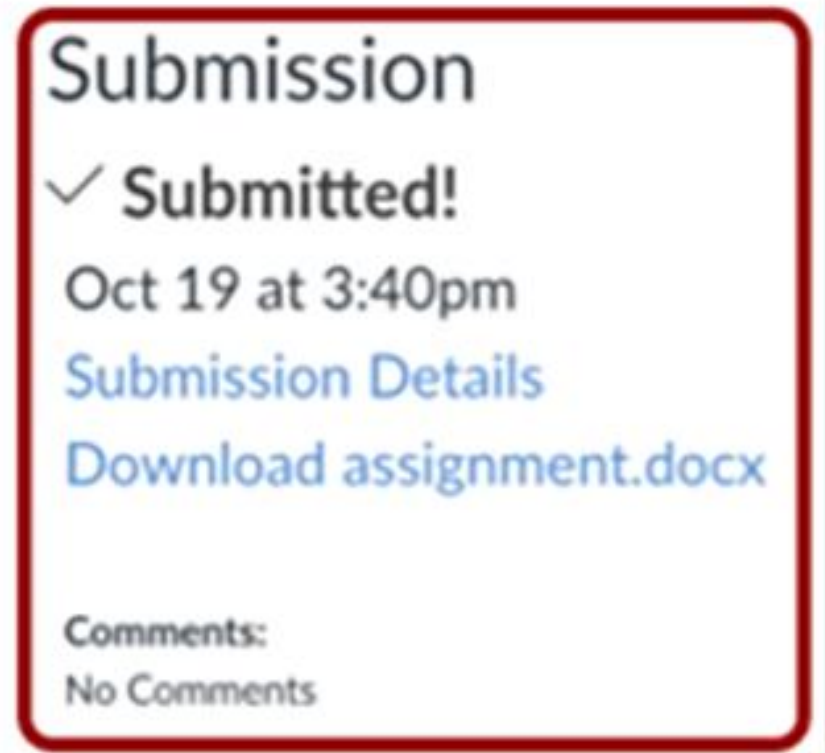 Submission
Submitted!
Oct 19 at 3:40pm
Submission Details
Download assignment.docx
Comments:
No Comments